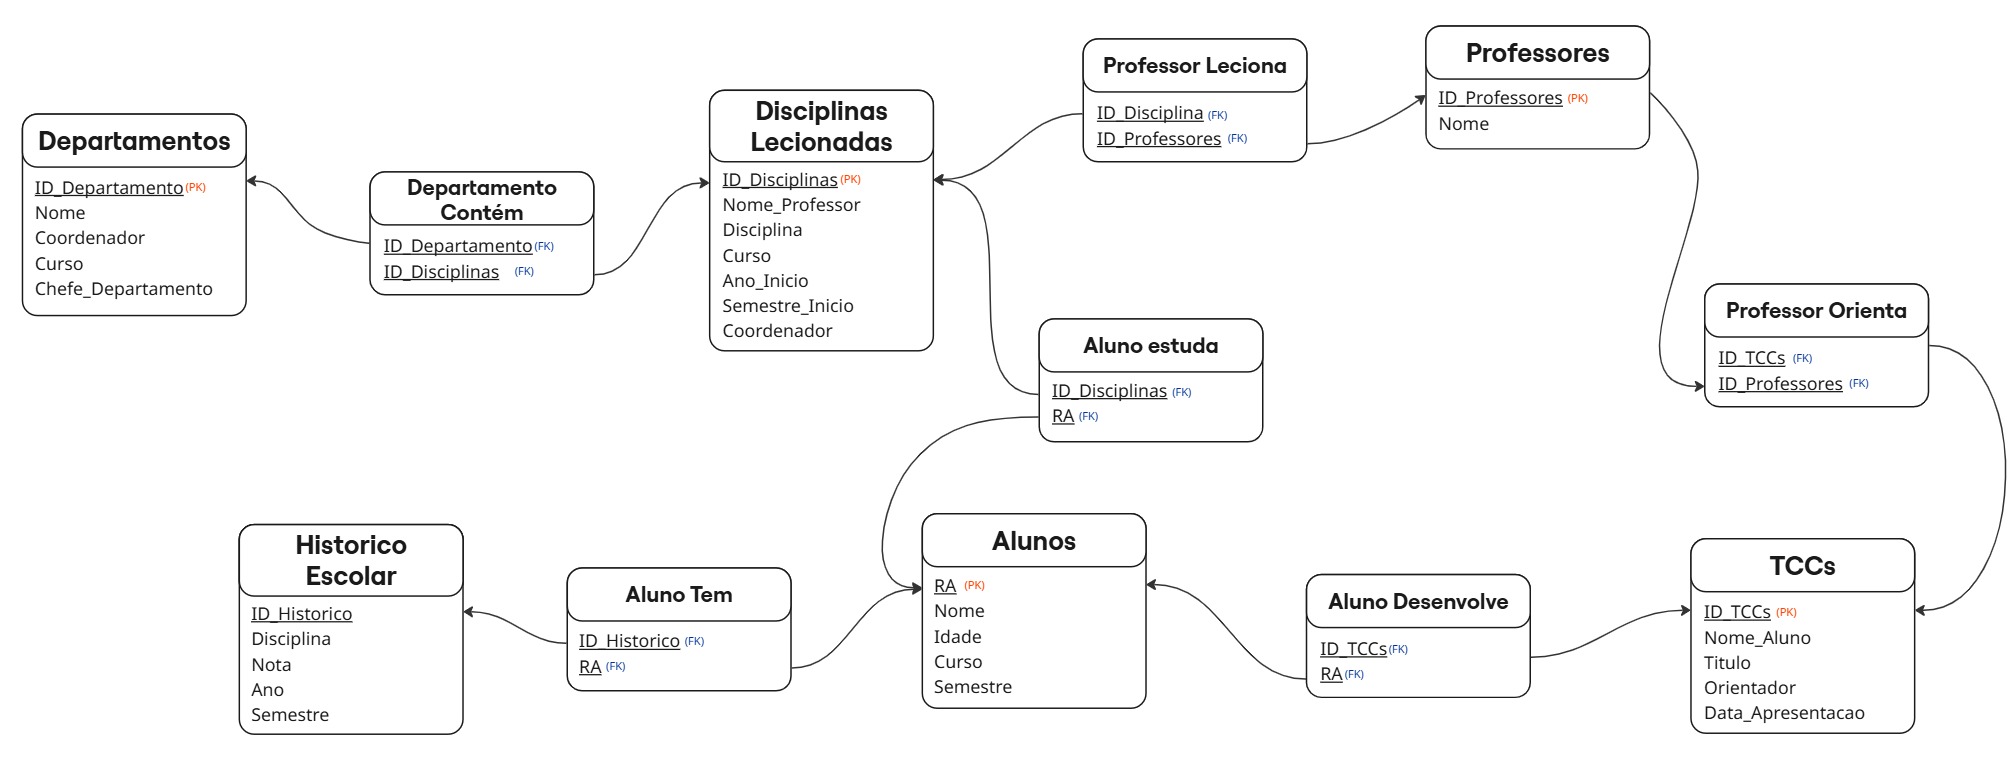 Departamentos
ID_Departamento (PK)
Nome
Coordenador
Curso
Chefe_Departamento
Departamento
Contém
ID_Departamento (FK)
ID_Disciplinas (FK)
Disciplinas
Lecionadas
ID_Disciplinas (PK)
Nome_Professor
Disciplina
Curso
Ano_Inicio
Semestre_Inicio
Coordenador
Professor Leciona
ID_Disciplina (FK)
ID_Professores (FK)
Professores
ID_Professores (PK)
Nome
Professor Orienta
ID_TCCs (FK)
ID_Professores (FK)
Aluno estuda
ID_Disciplinas (FK)
RA (FK)
Historico
Escolar
ID_Historico
Disciplina
Nota
Ano
Semestre
Aluno Tem
ID_Historico (FK)
RA (FK)
Alunos
RA (PK)
Nome
Idade
Curso
Semestre
Aluno Desenvolve
ID_TCCs (FK)
RA (FK)
TCCs
ID_TCCs (PK)
Nome_Aluno
Titulo
Orientador
Data_Apresentacao